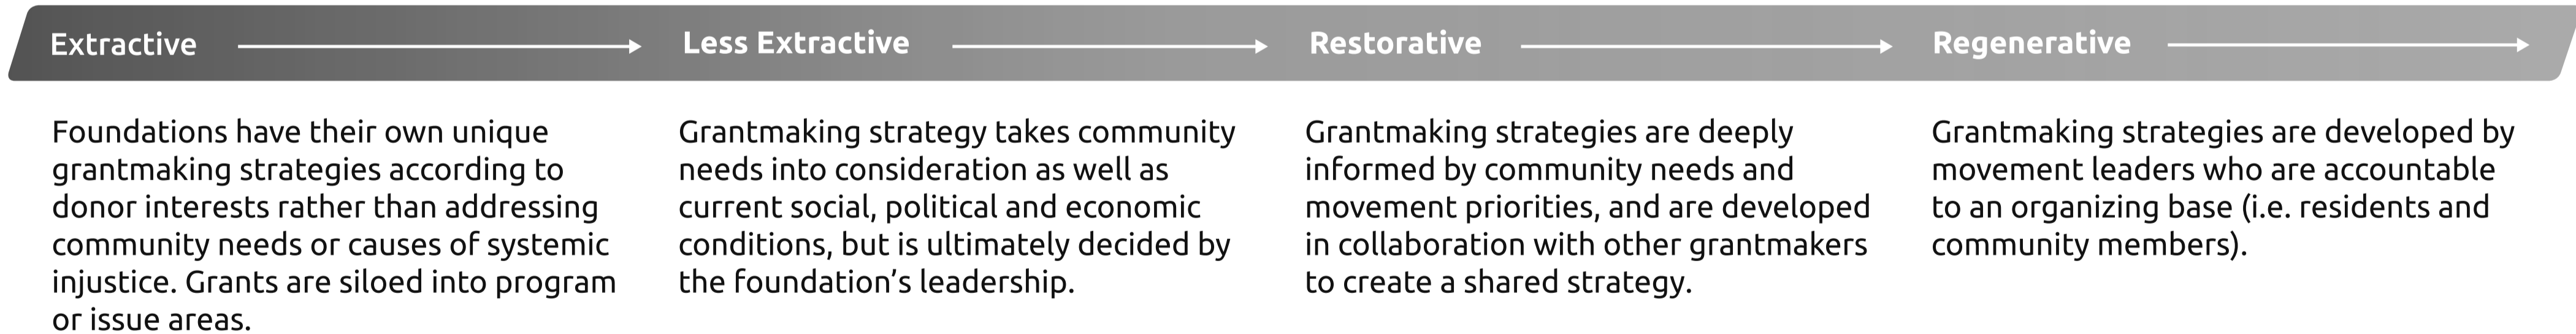 Extractive
Less Extractive
Restorative
Regenerative
Foundations have their own unique
grantmaking strategies according to
donor interests rather than addressing
community needs or causes of systemic
injustice. Grants are siloed into program
or issue areas.
Grantmaking strategy takes community
needs into consideration as well as
current social, political and economic
conditions, but is ultimately decided by
the foundation’s leadership.
Grantmaking strategies are deeply
informed by community needs and
movement priorities, and are developed
in collaboration with other grantmakers
to create a shared strategy.
Grantmaking strategies are developed by
movement leaders who are accountable
to an organizing base (i.e. residents and
community members).